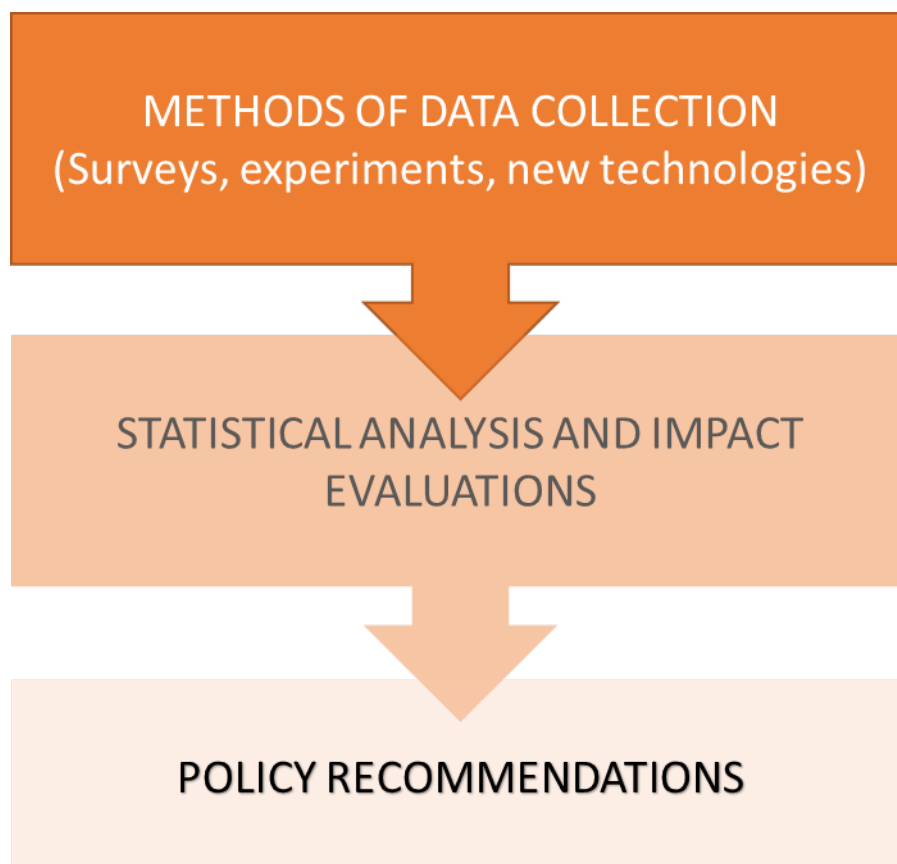 METHODS OF DATA COLLECTION
(Surveys, experiments, new technologies)
STATISTICAL ANALYSIS AND IMPACT
EVALUATIONS
POLICY RECOMMENDATIONS